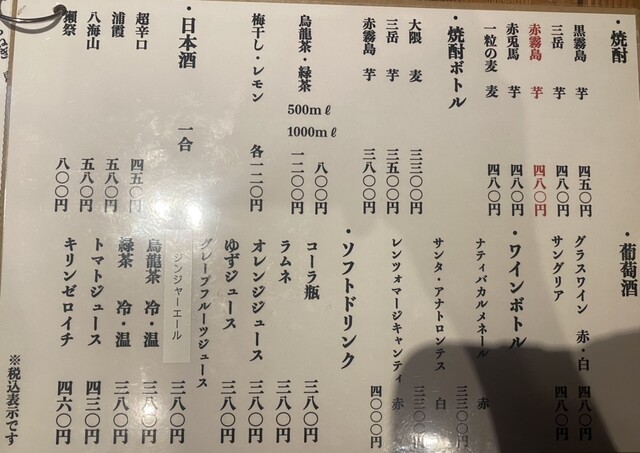 ・焼酎
黒霧島 芋 四五〇円
三岳 芋 四八〇円
赤霧島 芋 四八〇円
赤兎馬 芋 四八〇円
一粒の麦 麦 四八〇円
・焼酎ボトル
大隈 麦 三三〇〇円
三岳 芋 三五〇〇円
赤霧島 芋 三八〇〇円
烏龍茶・緑茶
500mℓ 八〇〇円
1000mℓ 一二〇〇円
梅干し・レモン 各一二〇円
・日本酒 一合
超辛口 四五〇円
浦霞 五八〇円
八海山 五八〇円
獺祭 八〇〇円
・葡萄酒
グラスワイン 赤・白 四八〇円
サングリア 四八〇円
・ワインボトル
ナティバカルメネール 赤 三三〇〇円
サンタ・アナトロンテス 白 三三〇〇円
レンツォマージキャンティ 赤 四〇〇〇円
・ソフトドリンク
コーラ瓶 三八〇円
ラムネ 三八〇円
オレンジジュース 三八〇円
ゆずジュース 三八〇円
グレープフルーツジュース
ジンジャーエール 三八〇円
烏龍茶 冷・温 三八〇円
緑茶 冷・温 三八〇円
トマトジュース 四三〇円
キリンゼロイチ 四六〇円
※税込表示です